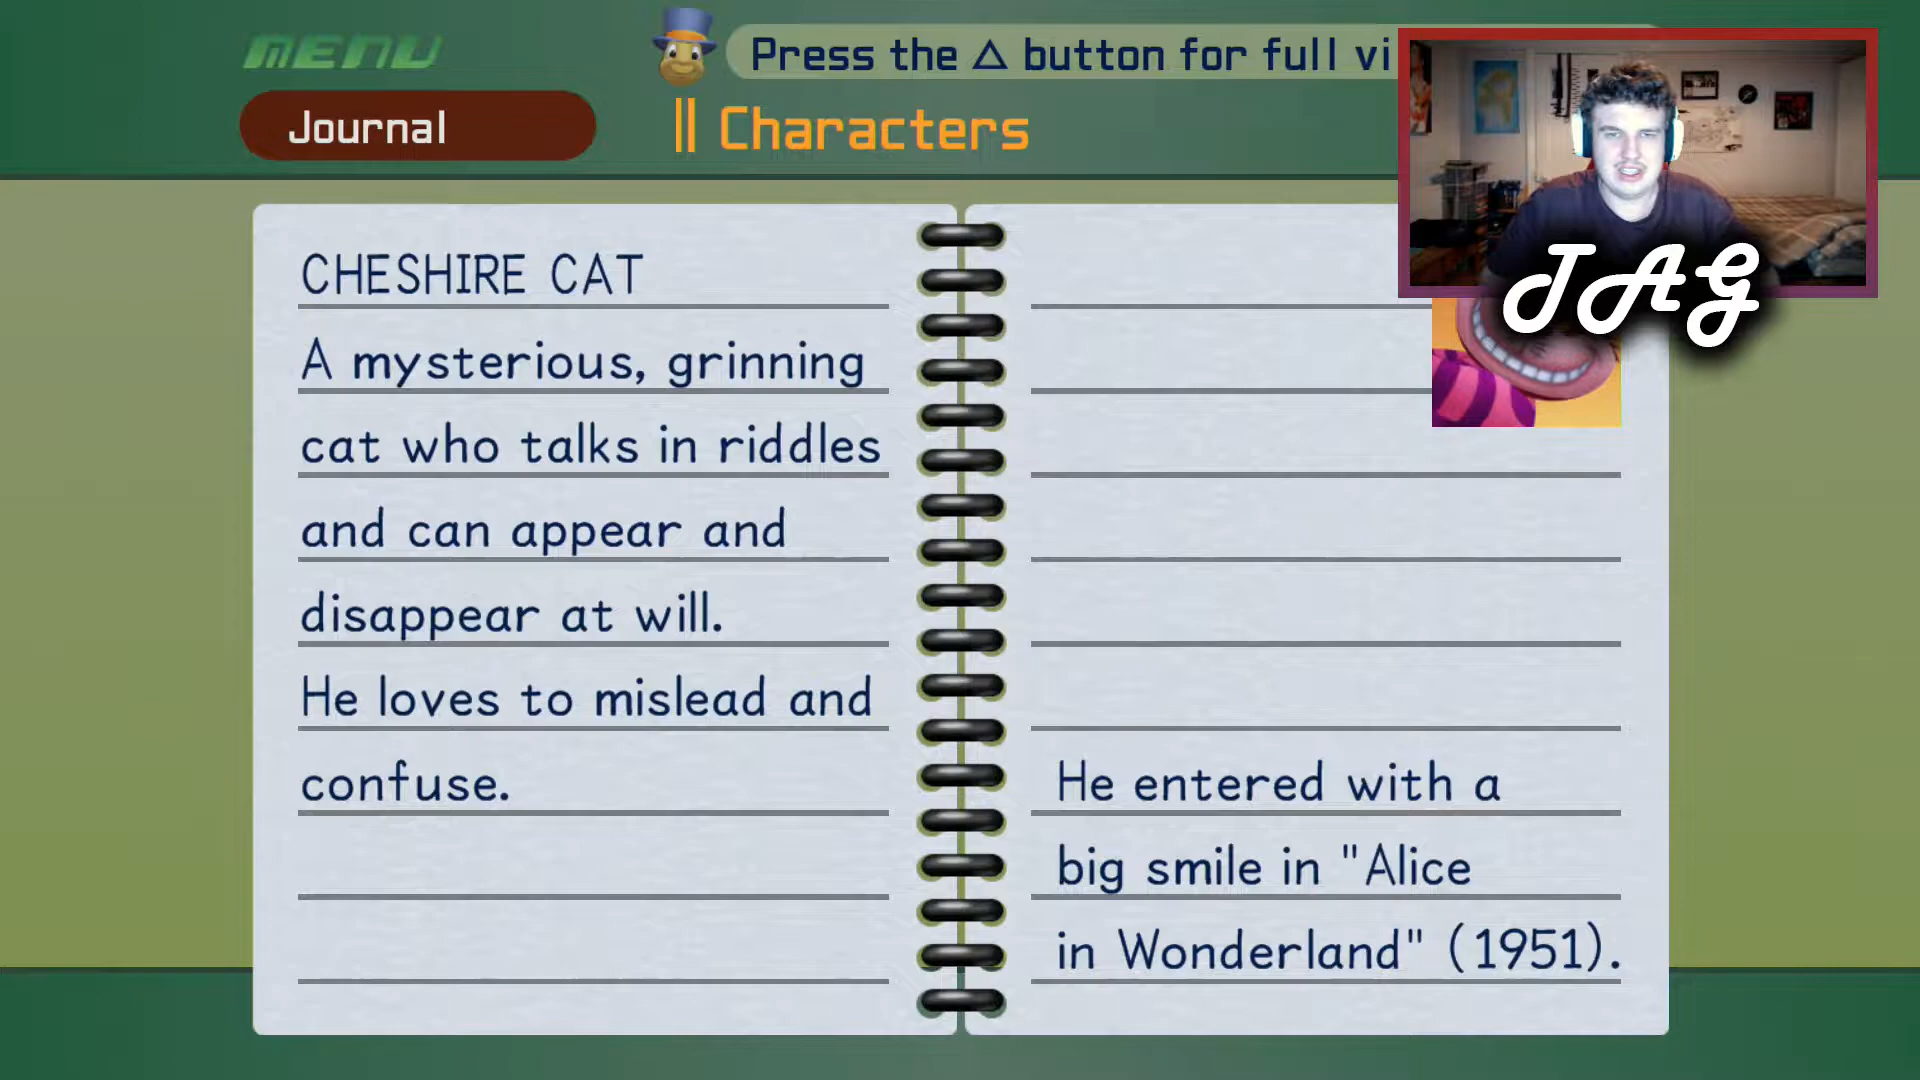 MENU
Press the △ button for full vi
Journal
Characters
TAG
CHESHIRE CAT
A mysterious, grinning
cat who talks in riddles
and can appear and
disappear at will.
He loves to mislead and
confuse.
He entered with a
big smile in "Alice
in Wonderland" (1951).